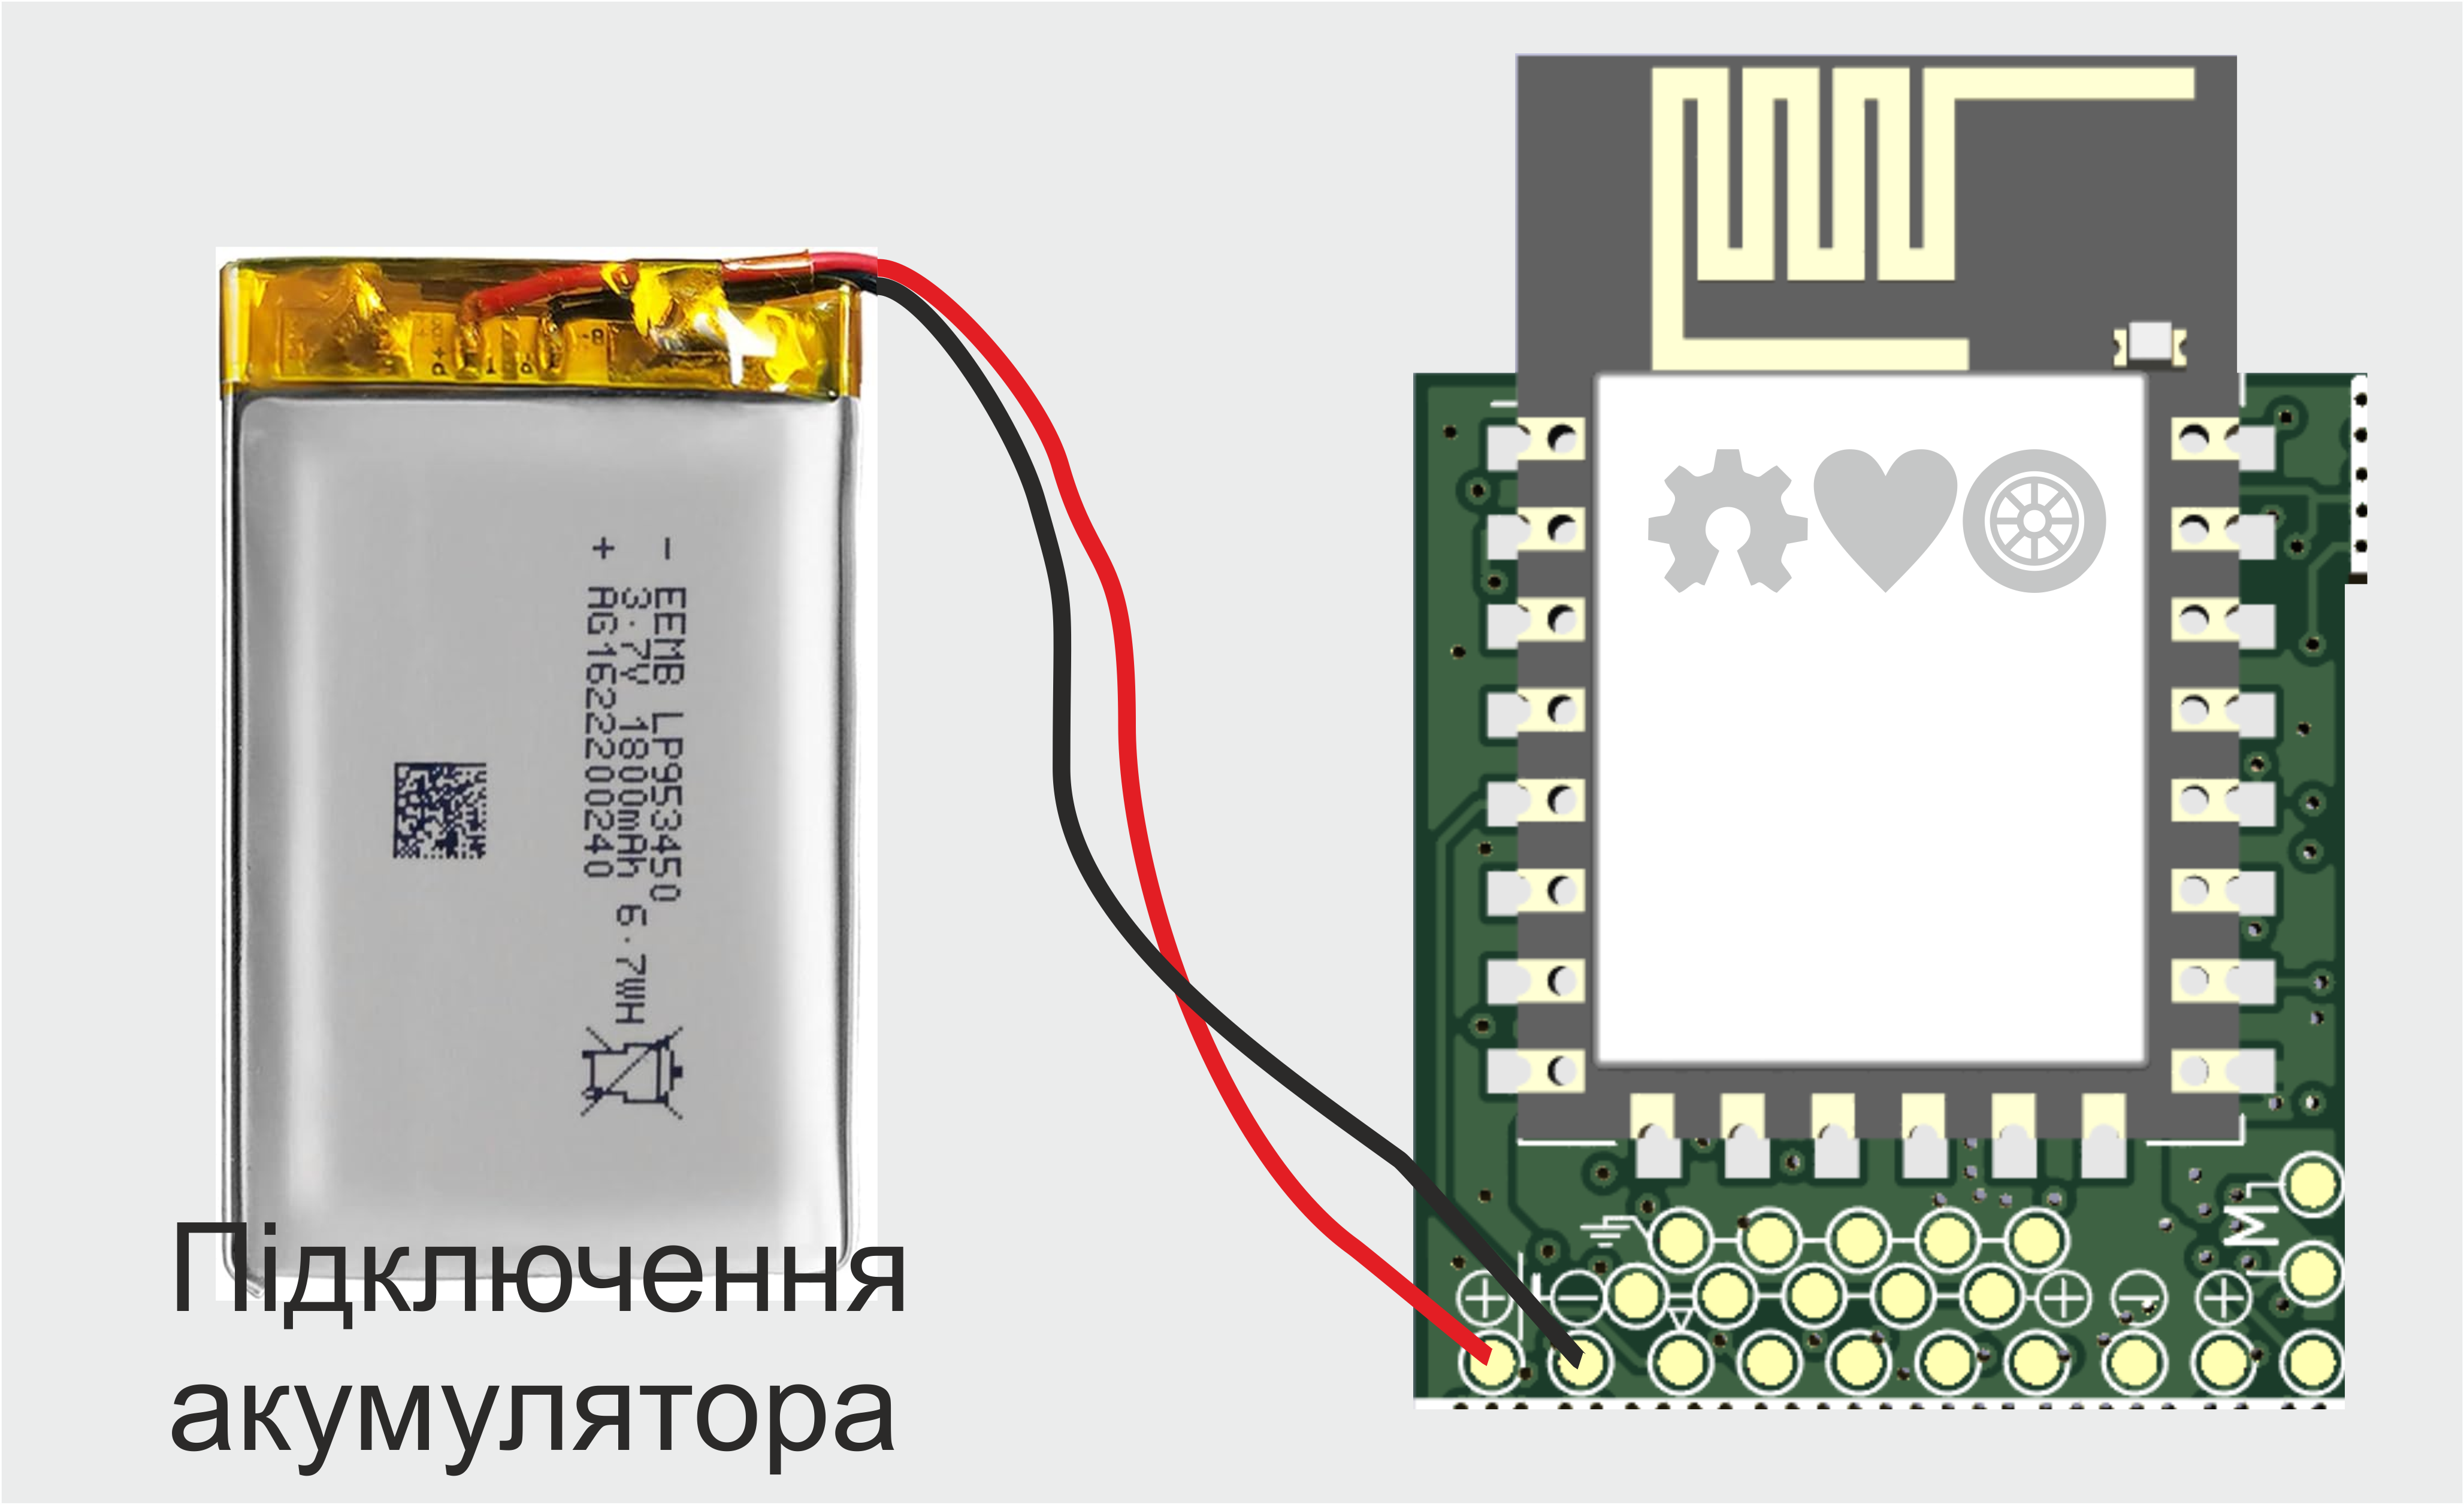 − EEMB LP953450
3.7V 1800mAh 6.7WH
+ AG1622200240
P+
B-
M
Підключення
акумулятора